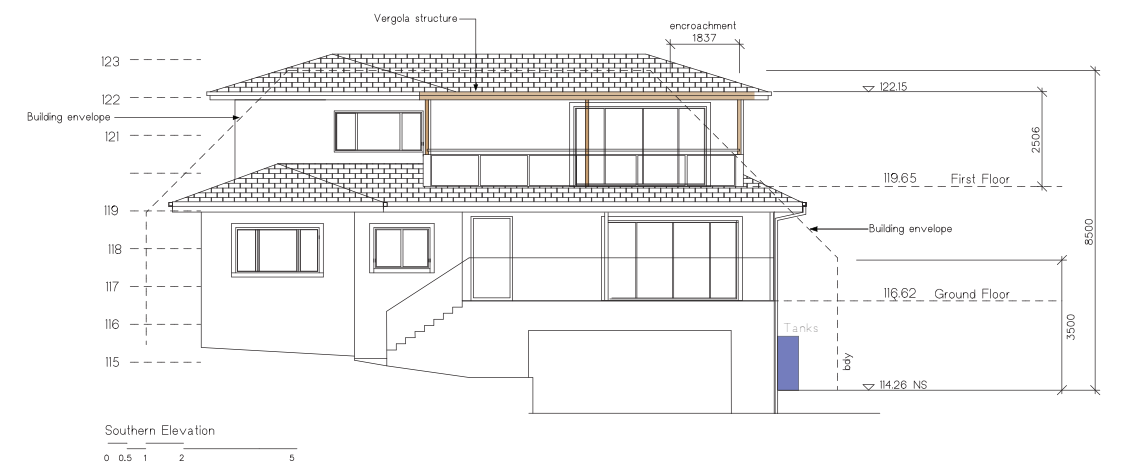 Vergola structure
encroachment
1837
123
122
122.15
Building envelope
121
2506
119.65 First Floor
119
Building envelope
8500
118
117
116.62 Ground Floor
116
Tanks
3500
115
bdy
114.26 NS
Southern Elevation
0 0.5 1 2 5